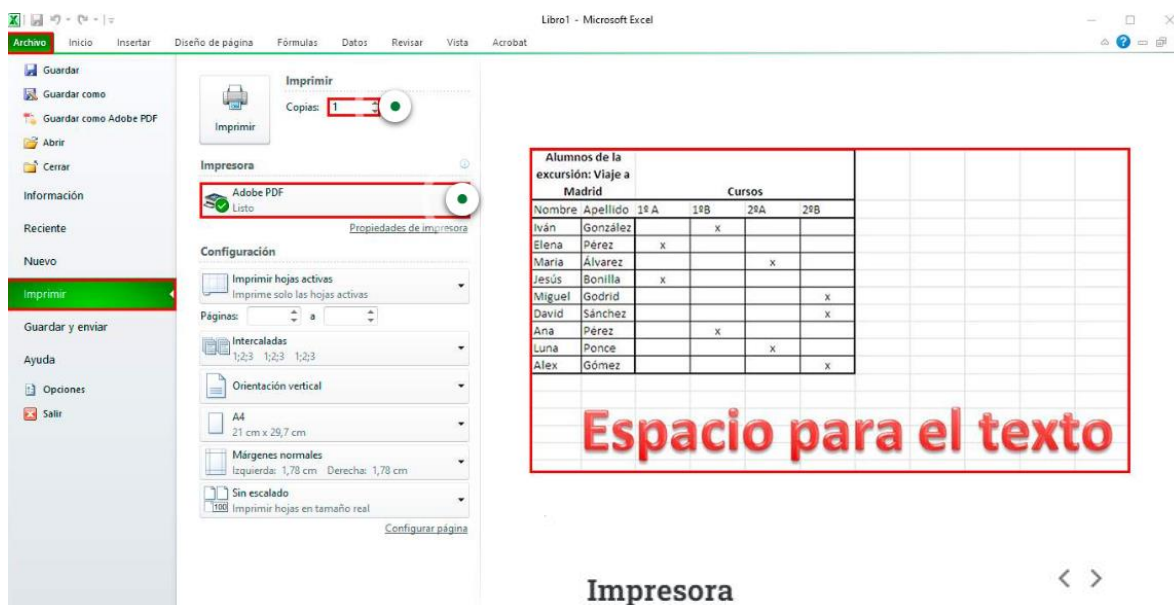 Libro1 - Microsoft Excel
Archivo Inicio Insertar Diseño de página Fórmulas Datos Revisar Vista Acrobat
Guardar
Guardar como
Guardar como Adobe PDF
Abrir
Cerrar
Información
Reciente
Nuevo
Imprimir
Guardar y enviar
Ayuda
Opciones
Salir
Imprimir
Imprimir
Copias: 1
Impresora
Adobe PDF
Listo
Propiedades de impresora
Configuración
Imprimir hojas activas
Imprime solo las hojas activas
Páginas: a
Intercaladas
1;2;3 1;2;3 1;2;3
Orientación vertical
A4
21 cm x 29,7 cm
Márgenes normales
Izquierda: 1,78 cm Derecha: 1,78 cm
Sin escalado
100 Imprimir hojas en tamaño real
Configurar página
Alumnos de la
excursión: Viaje a
Madrid Cursos
Nombre Apellido 1º A 1ºB 2ºA 2ºB
Iván González x
Elena Pérez x
María Álvarez x
Jesús Bonilla x
Miguel Godrid x
David Sánchez x
Ana Pérez x
Luna Ponce x
Alex Gómez x
Espacio para el texto
Impresora